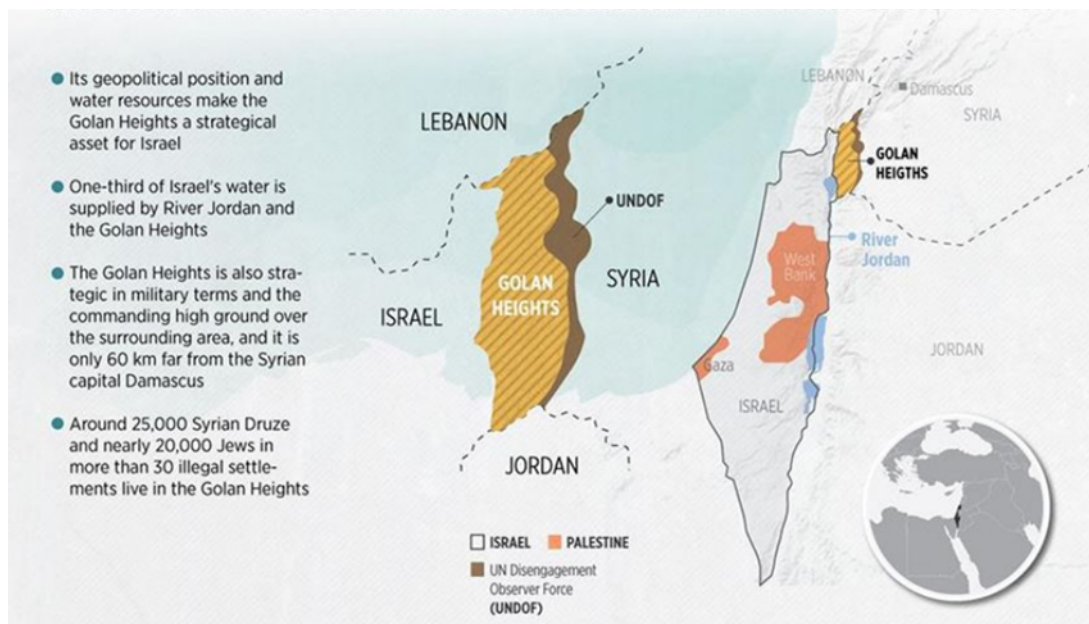 Its geopolitical position and
water resources make the
Golan Heights a strategical
asset for Israel
One-third of Israel's water is
supplied by River Jordan and
the Golan Heights
The Golan Heights is also stra-
tegic in military terms and the
commanding high ground over
the surrounding area, and it is
only 60 km far from the Syrian
capital Damascus
Around 25,000 Syrian Druze
and nearly 20,000 Jews in
more than 30 illegal settle-
ments live in the Golan Heights
LEBANON
UNDOF
GOLAN
HEIGHTS
SYRIA
ISRAEL
JORDAN
LEBANON
Damascus
SYRIA
GOLAN
HEIGTHS
River
Jordan
West
Bank
Gaza
JORDAN
ISRAEL
ISRAEL
PALESTINE
UN Disengagement
Observer Force
(UNDOF)